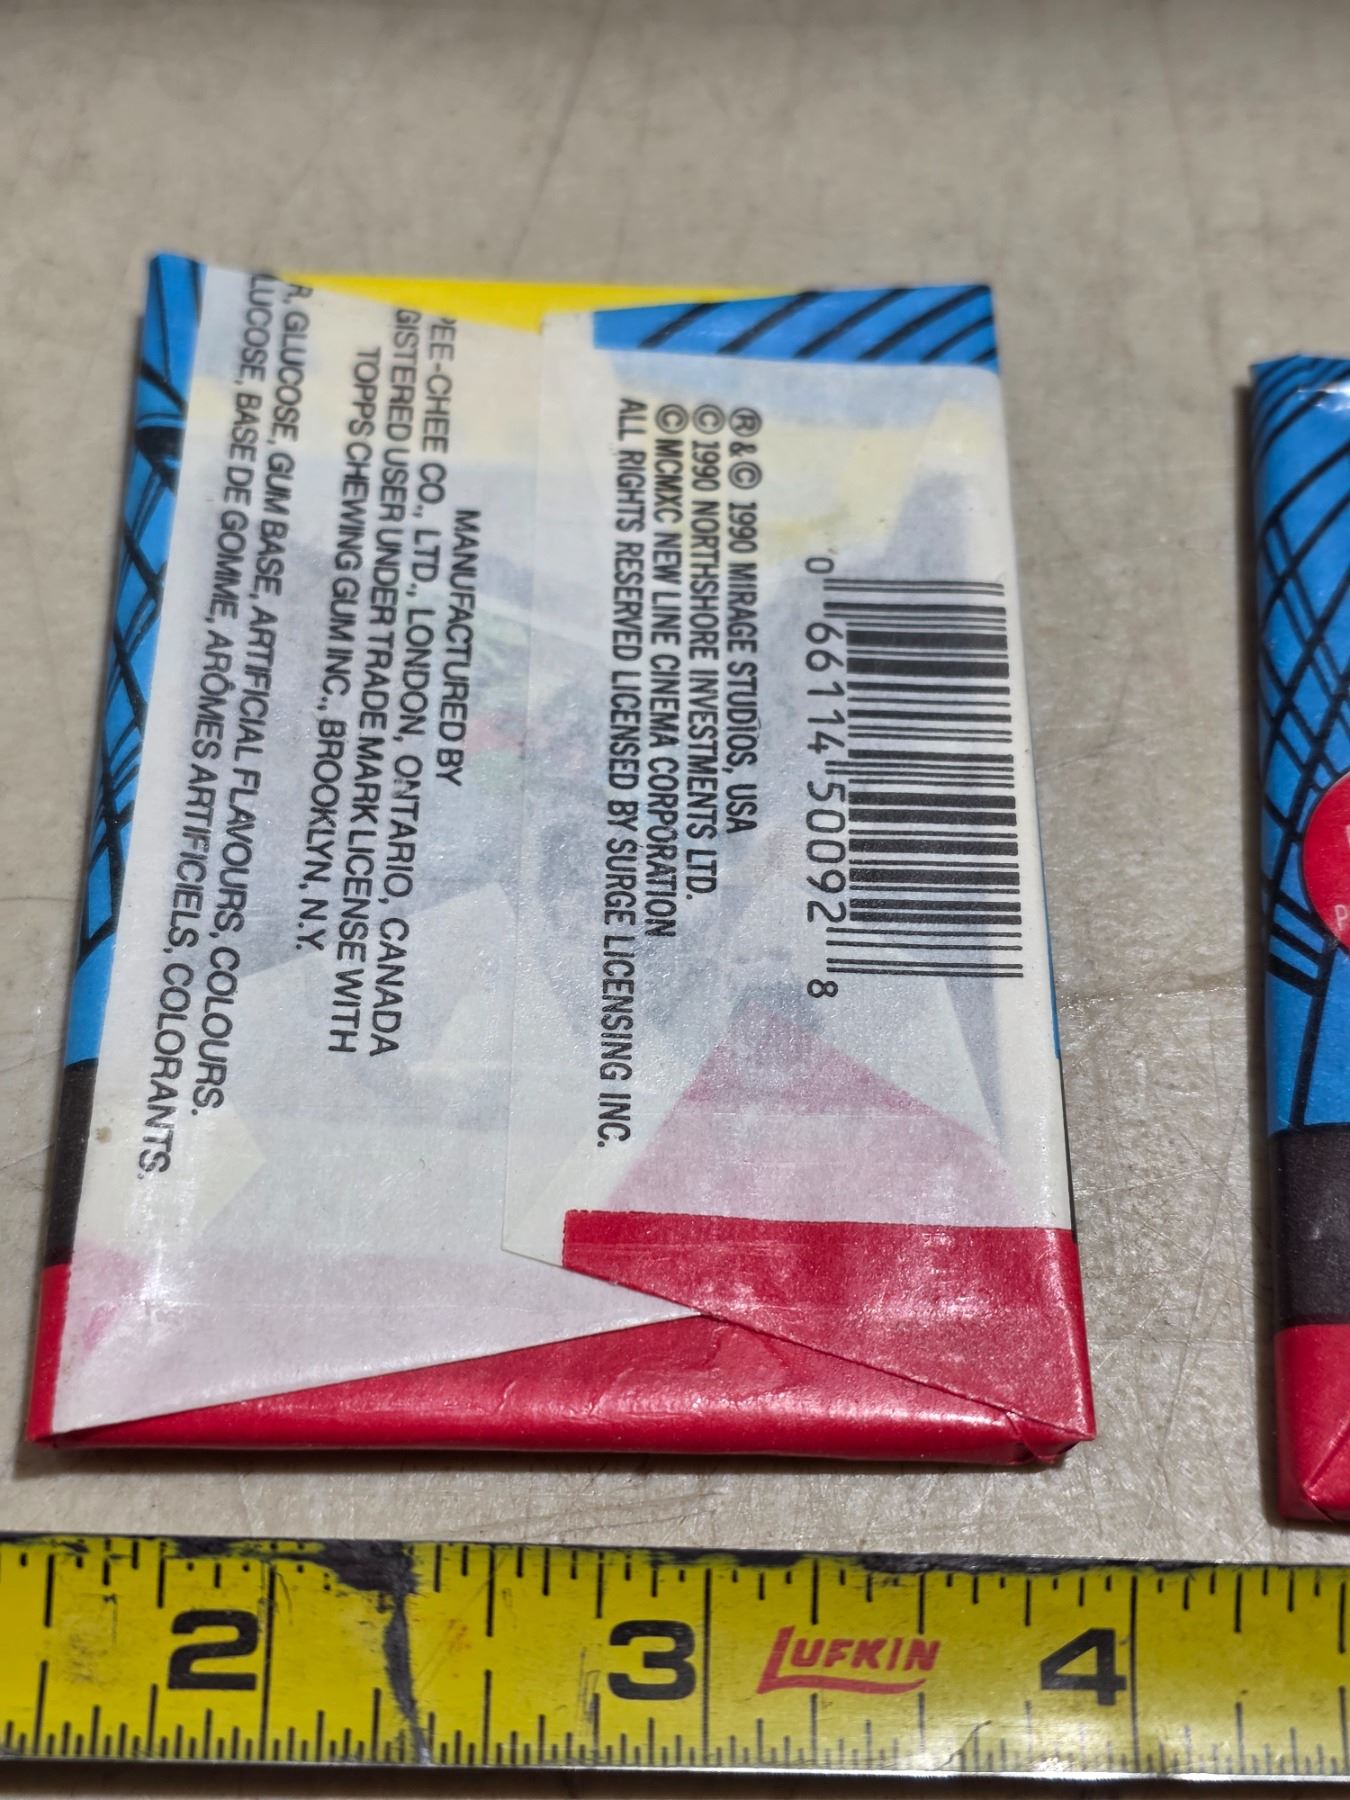 ® & © 1990 MIRAGE STUDIOS, USA
© 1990 NORTHSHORE INVESTMENTS LTD.
© MCMXC NEW LINE CINEMA CORPORATION
ALL RIGHTS RESERVED LICENSED BY SURGE LICENSING INC.
0 66114 50092 8
MANUFACTURED BY
PEE-CHEE CO., LTD., LONDON, ONTARIO, CANADA
GISTERED USER UNDER TRADE MARK LICENSE WITH
TOPPS CHEWING GUM INC., BROOKLYN, N.Y.
R, GLUCOSE, GUM BASE, ARTIFICIAL FLAVOURS, COLOURS.
LUCOSE, BASE DE GOMME, ARÔMES ARTIFICIELS, COLORANTS.
2 3 LUFKIN 4
P